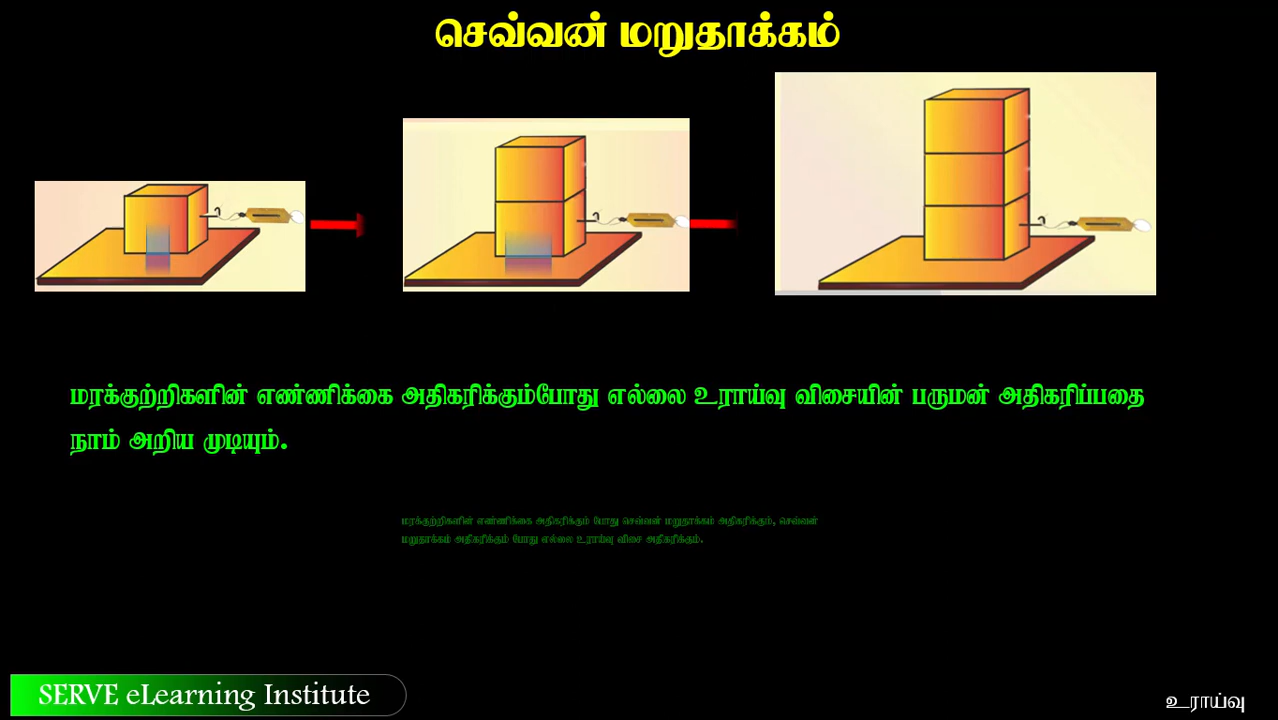 செவ்வன் மறுதாக்கம்
மரக்குற்றிகளின் எண்ணிக்கை அதிகரிக்கும்போது எல்லை உராய்வு விசையின் பருமன் அதிகரிப்பதை
நாம் அறிய முடியும்.
மரக்குற்றிகளின் எண்ணிக்கை அதிகரிக்கும் போது செவ்வன் மறுதாக்கம் அதிகரிக்கும், செவ்வன்
மறுதாக்கம் அதிகரிக்கும் போது எல்லை உராய்வு விசை அதிகரிக்கும்.
SERVE eLearning Institute
உராய்வு